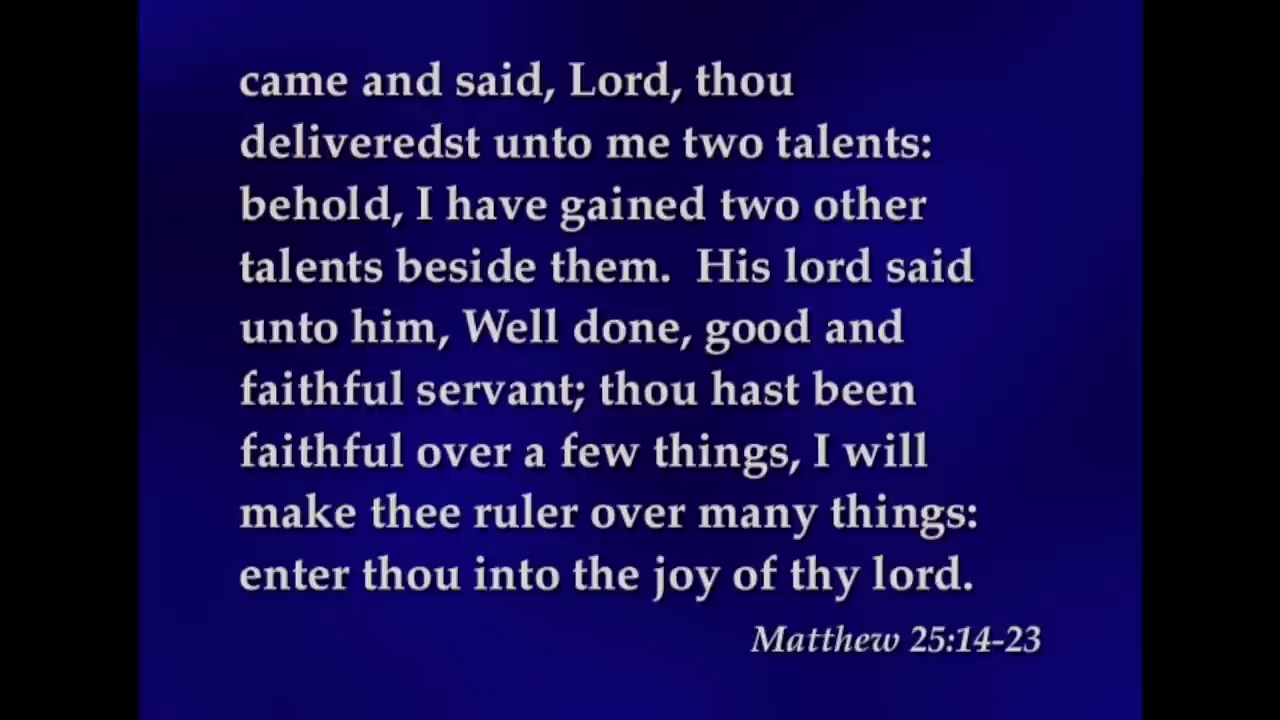 came and said, Lord, thou
deliveredst unto me two talents:
behold, I have gained two other
talents beside them.  His lord said
unto him, Well done, good and
faithful servant; thou hast been
faithful over a few things, I will
make thee ruler over many things:
enter thou into the joy of thy lord.
Matthew 25:14-23